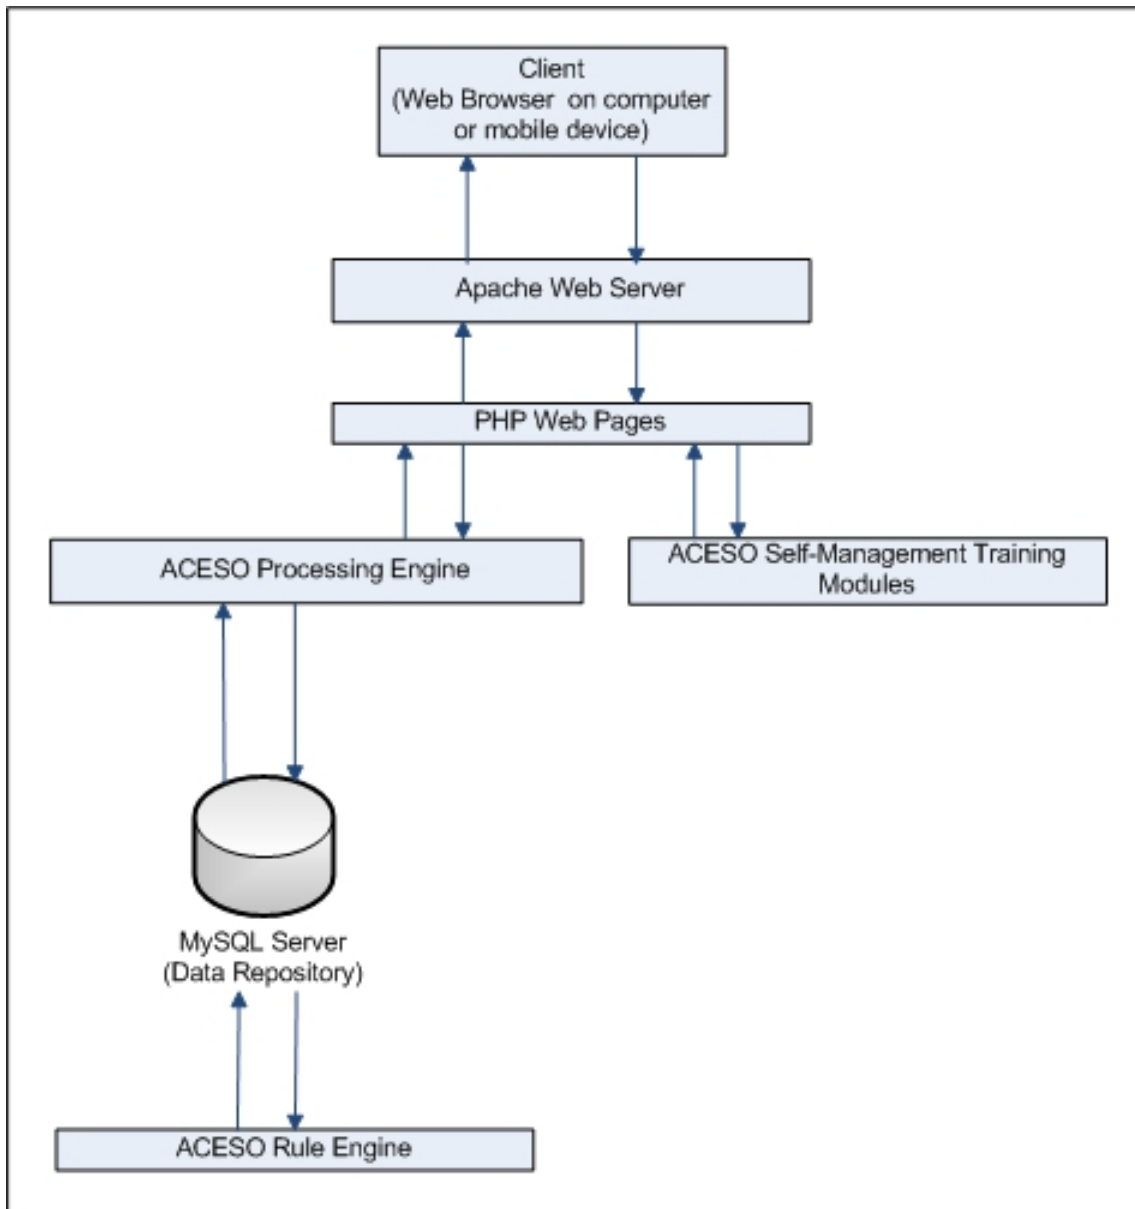 Client
(Web Browser on computer
or mobile device)
Apache Web Server
PHP Web Pages
ACESO Processing Engine
ACESO Self-Management Training
Modules
MySQL Server
(Data Repository)
ACESO Rule Engine